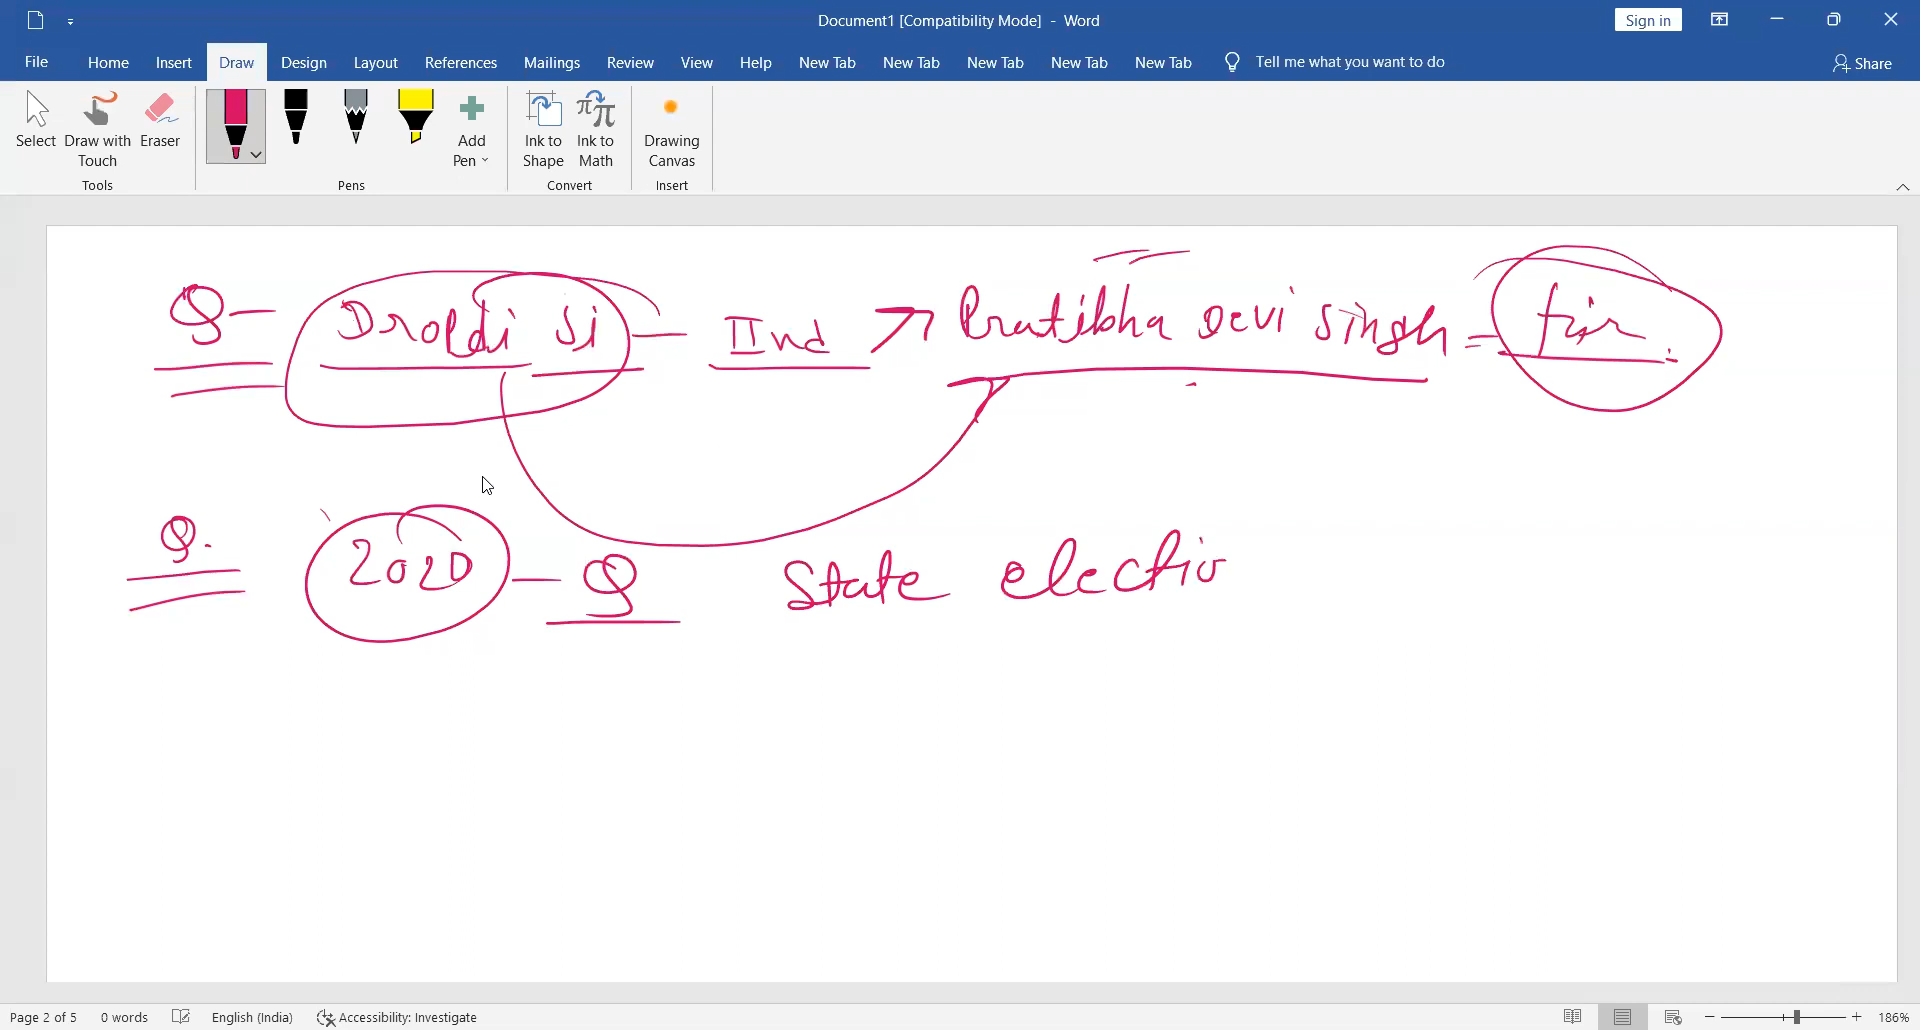 Document1 [Compatibility Mode] - Word
Sign in
File Home Insert Draw Design Layout References Mailings Review View Help New Tab New Tab New Tab New Tab New Tab Tell me what you want to do Share
Select Draw with Touch Eraser Add Pen Ink to Shape Ink to Math Drawing Canvas
Tools Pens Convert Insert
Q- Dropdi Ji - IInd → Pratibha Devi Singh =
Q. 2020 - Q State electio
Page 2 of 5 0 words English (India) Accessibility: Investigate 186%